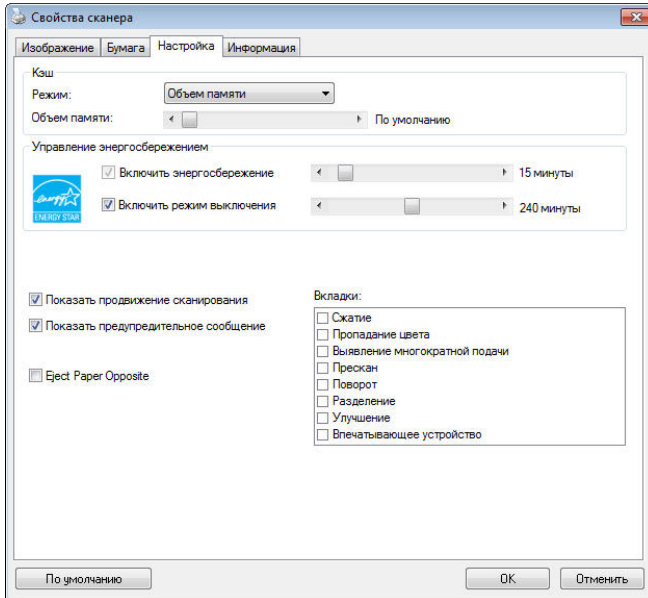 Свойства сканера
Изображение Бумага Настройка Информация
Кэш
Режим: Объем памяти
Объем памяти: По умолчанию
Управление энергосбережением
Включить энергосбережение 15 минуты
Включить режим выключения 240 минуты
energy
ENERGY STAR
Показать продвижение сканирования
Показать предупредительное сообщение
Eject Paper Opposite
Вкладки:
Сжатие
Пропадание цвета
Выявление многократной подачи
Прескан
Поворот
Разделение
Улучшение
Впечатывающее устройство
По умолчанию OK Отменить